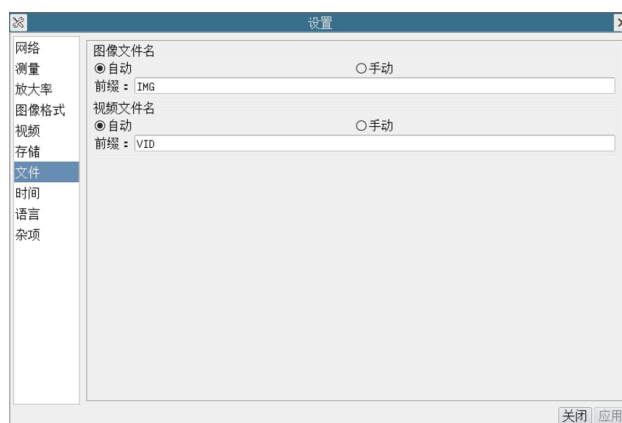 设置
网络
测量
放大率
图像格式
视频
存储
文件
时间
语言
杂项
图像文件名
自动 手动
前缀： IMG
视频文件名
自动 手动
前缀： VID
关闭 应用